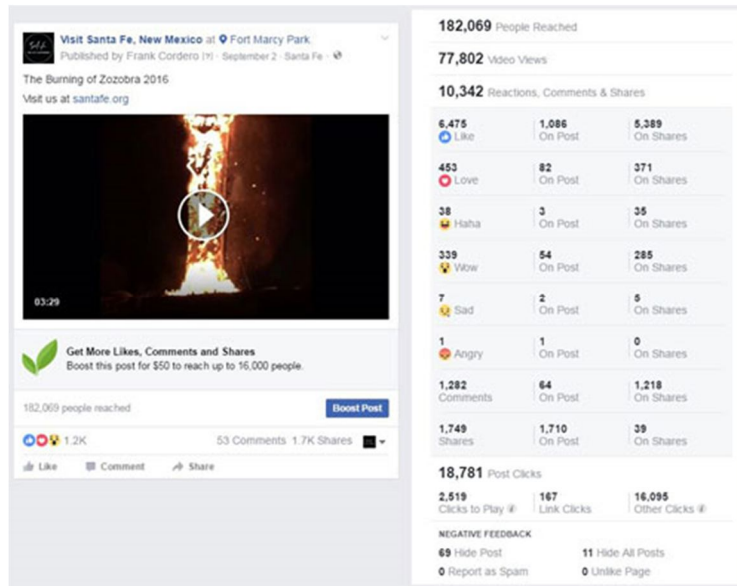 Visit Santa Fe, New Mexico at Fort Marcy Park
Published by Frank Cordero [?] · September 2 · Santa Fe ·
The Burning of Zozobra 2016
Visit us at santafe.org
03:29
Get More Likes, Comments and Shares
Boost this post for $50 to reach up to 16,000 people.
182,069 people reached
Boost Post
1.2K
53 Comments 1.7K Shares
Like Comment Share
182,069 People Reached
77,802 Video Views
10,342 Reactions, Comments & Shares
6,475 1,086 5,389
Like On Post On Shares
453 82 371
Love On Post On Shares
38 3 35
Haha On Post On Shares
339 54 285
Wow On Post On Shares
7 2 5
Sad On Post On Shares
1 1 0
Angry On Post On Shares
1,282 64 1,218
Comments On Post On Shares
1,749 1,710 39
Shares On Post On Shares
18,781 Post Clicks
2,519 167 16,095
Clicks to Play Link Clicks Other Clicks
NEGATIVE FEEDBACK
69 Hide Post 11 Hide All Posts
0 Report as Spam 0 Unlike Page